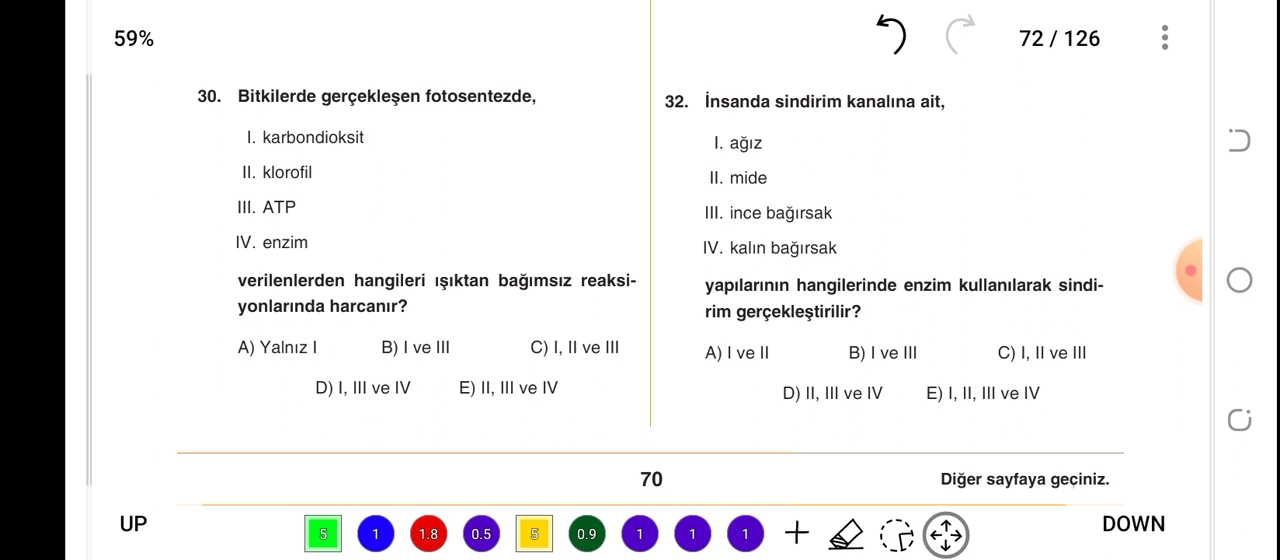 59%
72 / 126
30. Bitkilerde gerçekleşen fotosentezde,
I. karbondioksit
II. klorofil
III. ATP
IV. enzim
verilenlerden hangileri ışıktan bağımsız reaksi-
yonlarında harcanır?
A) Yalnız I B) I ve III C) I, II ve III
D) I, III ve IV E) II, III ve IV
32. İnsanda sindirim kanalına ait,
I. ağız
II. mide
III. ince bağırsak
IV. kalın bağırsak
yapılarının hangilerinde enzim kullanılarak sindi-
rim gerçekleştirilir?
A) I ve II B) I ve III C) I, II ve III
D) II, III ve IV E) I, II, III ve IV
70
Diğer sayfaya geçiniz.
UP
5 1 1.8 0.5 5 0.9 1 1 1
DOWN